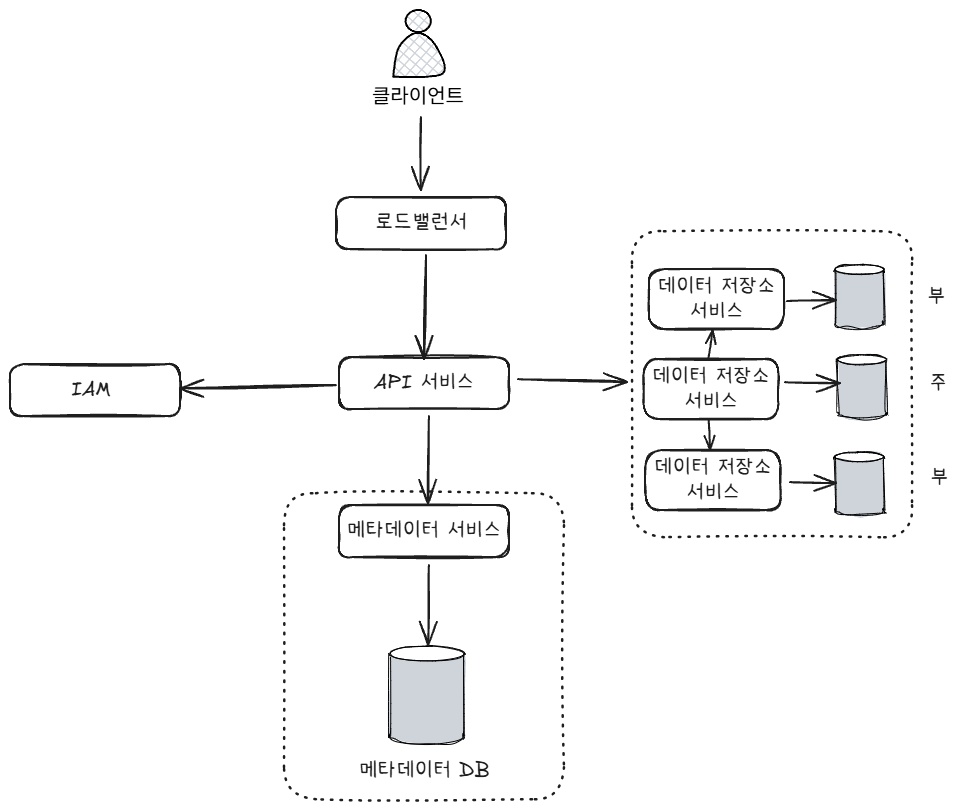 클라이언트
로드밸런서
데이터 저장소
서비스
부
IAM
API 서비스
데이터 저장소
서비스
주
데이터 저장소
서비스
부
메타데이터 서비스
메타데이터 DB